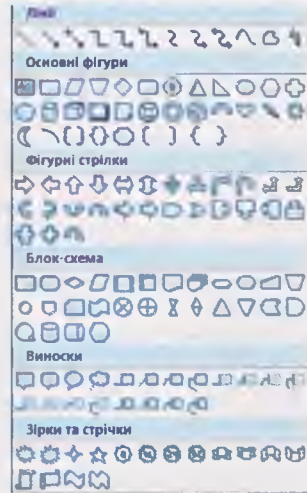 Лінії
Основні фігури
Фігурні стрілки
Блок-схема
Виноски
Зірки та стрічки